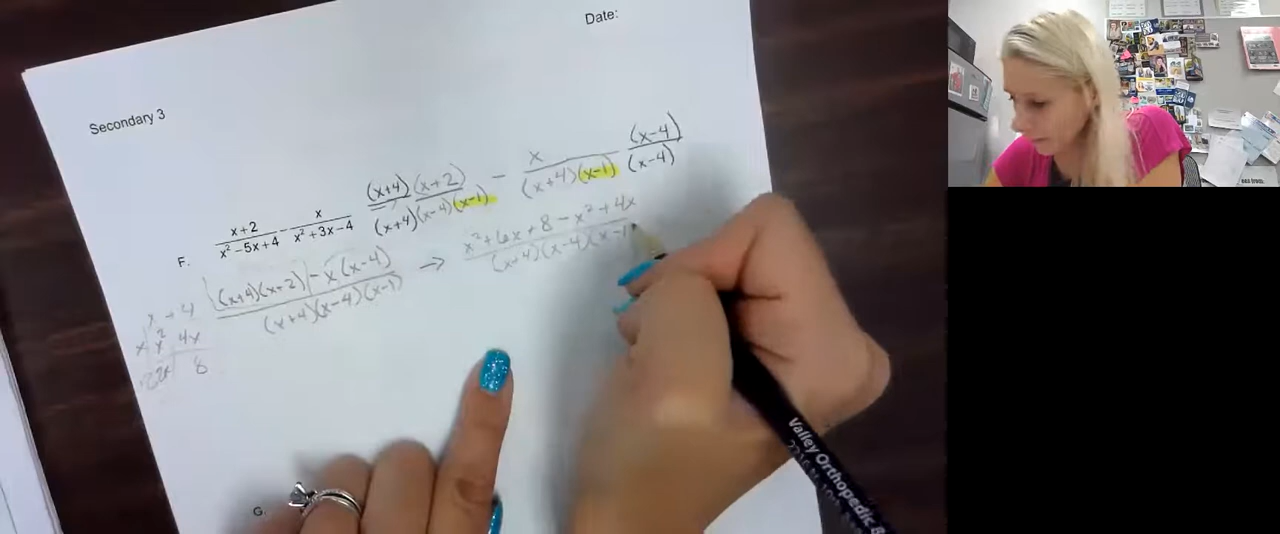 Date:
Secondary 3
F. x+2 / x² − 5x + 4 − x / x² + 3x − 4
(x+4)(x+2) / (x+4)(x−4)(x−1) − x / (x+4)(x−1) (x−4) / (x−4)
(x+4)(x+2) − x(x−4) / (x+4)(x−4)(x−1) → x²+6x+8−x²+4x / (x+4)(x−4)(x−1
x + 4
x x² 4x
2x 8
G.
Valley Orthopedic